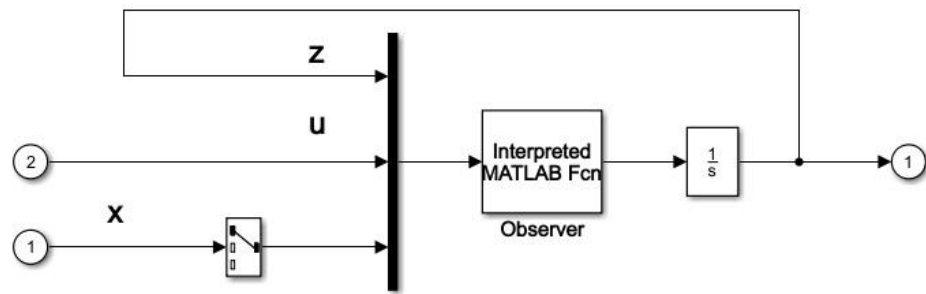 z
u
2
Interpreted
MATLAB Fcn
1
s
1
x
1
Observer